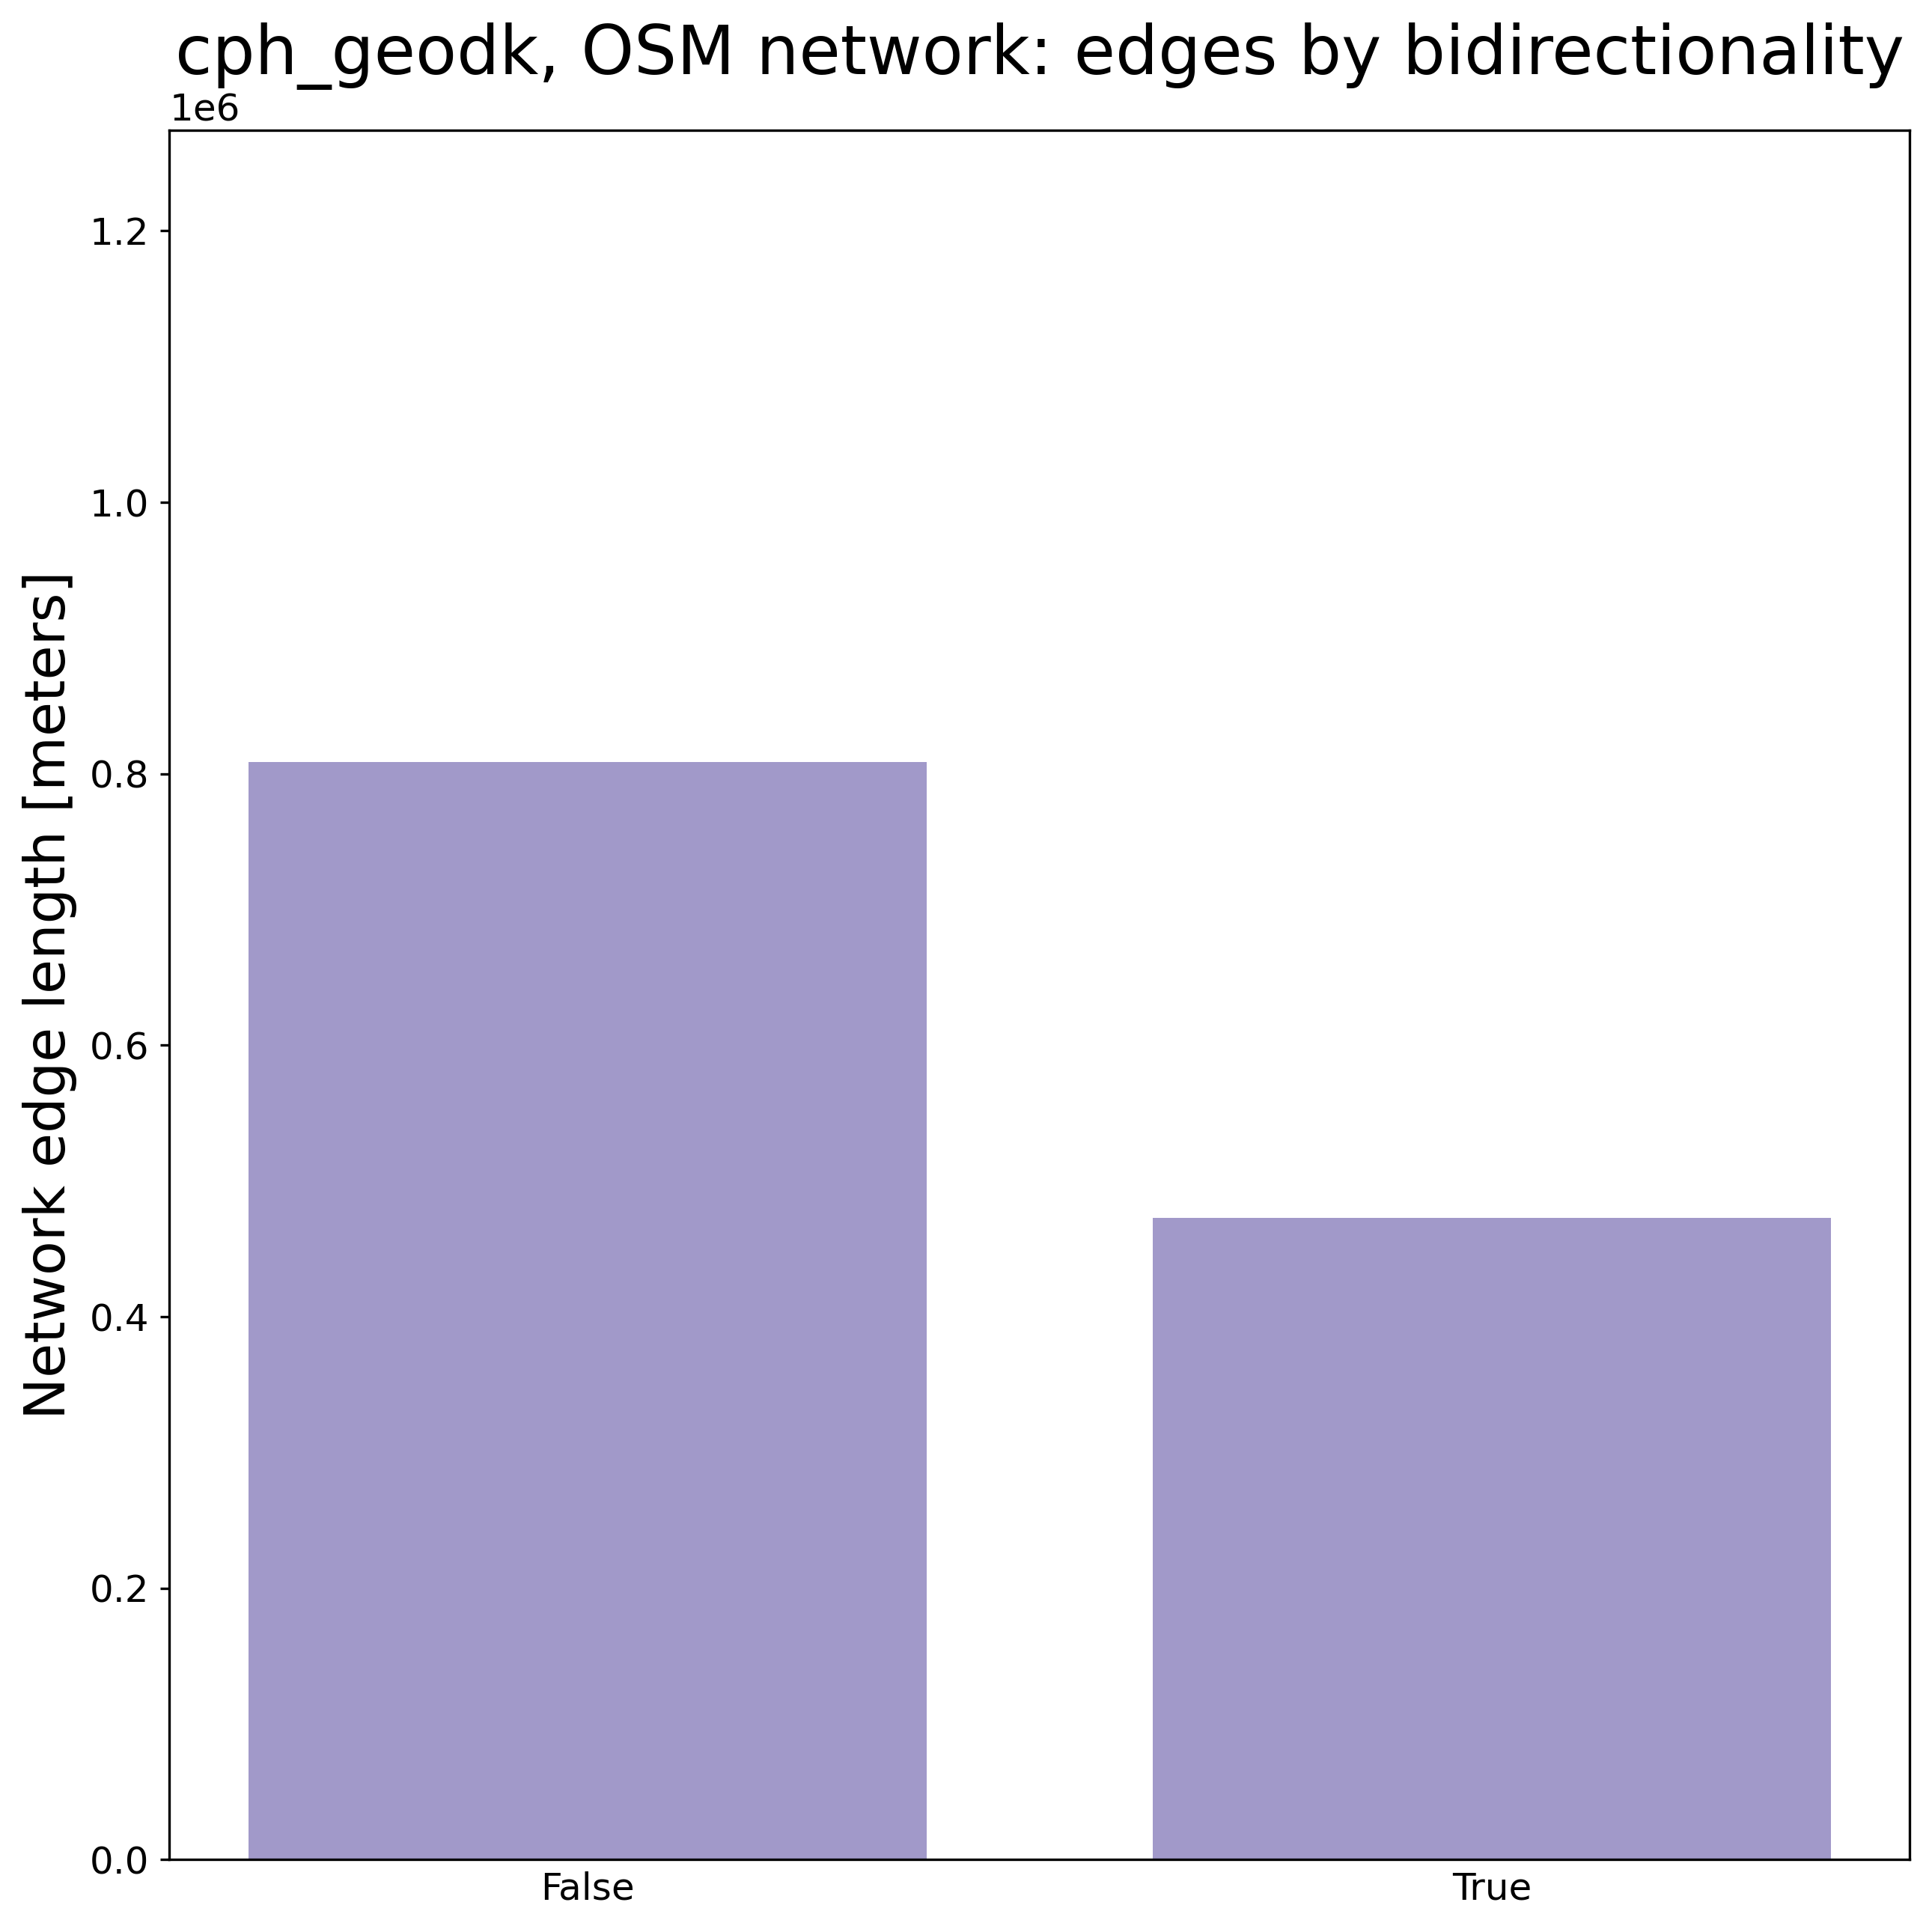 cph_geodk, OSM network: edges by bidirectionality
1e6
Network edge length [meters]
1.2
1.0
0.8
0.6
0.4
0.2
0.0
False
True